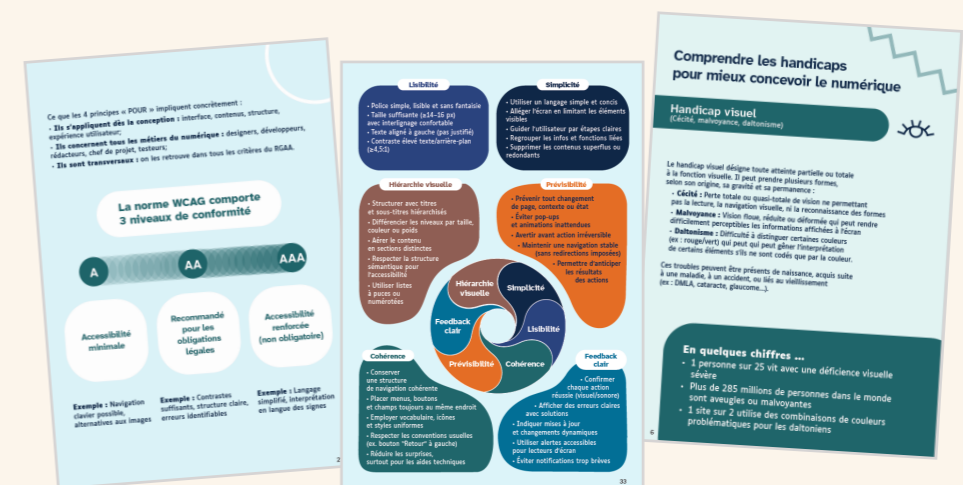 Ce que les 4 principes « POUR » impliquent concrètement :
- Ils s'appliquent dès la conception : interface, contenus, structure,
expérience utilisateur;
- Ils concernent tous les métiers du numérique : designers, développeurs,
rédacteurs, chef de projet, testeurs;
- Ils sont transversaux : on les retrouve dans tous les critères du RGAA.
La norme WCAG comporte
3 niveaux de conformité
A
AA
AAA
Accessibilité
minimale
Recommandé
pour les
obligations
légales
Accessibilité
renforcée
(non obligatoire)
Exemple : Navigation
clavier possible,
alternatives aux images
Exemple : Contrastes
suffisants, structure claire,
erreurs identifiables
Exemple : Langage
simplifié, interprétation
en langue des signes
2
Lisibilité
- Police simple, lisible et sans fantaisie
- Taille suffisante (≥14-16 px)
avec interlignage confortable
- Texte aligné à gauche (pas justifié)
- Contraste élevé texte/arrière-plan
(≥4,5:1)
Simplicité
- Utiliser un langage simple et concis
- Alléger l'écran en limitant les éléments
visibles
- Guider l'utilisateur par étapes claires
- Regrouper les infos et fonctions liées
- Supprimer les contenus superflus ou
redondants
Hiérarchie visuelle
- Structurer avec titres
et sous-titres hiérarchisés
- Différencier les niveaux par taille,
couleur ou poids
- Aérer le contenu
en sections distinctes
- Respecter la structure
sémantique pour
l'accessibilité
- Utiliser listes
à puces ou
numérotées
Prévisibilité
- Prévenir tout changement
de page, contexte ou état
- Éviter pop-ups
et animations inattendues
- Avertir avant action irréversible
- Maintenir une navigation stable
(sans redirections imposées)
- Permettre d'anticiper
les résultats
des actions
Hiérarchie
visuelle
Simplicité
Feedback
clair
Lisibilité
Prévisibilité
Cohérence
Cohérence
- Conserver
une structure
de navigation cohérente
- Placer menus, boutons
et champs toujours au même endroit
- Employer vocabulaire, icônes
et styles uniformes
- Respecter les conventions usuelles
(ex. bouton "Retour" à gauche)
- Réduire les surprises,
surtout pour les aides techniques
Feedback
clair
- Confirmer
chaque action
réussie (visuel/sonore)
- Afficher des erreurs claires
avec solutions
- Indiquer mises à jour
et changements dynamiques
- Utiliser alertes accessibles
pour lecteurs d'écran
- Éviter notifications trop brèves
33
Comprendre les handicaps
pour mieux concevoir le numérique
Handicap visuel
(Cécité, malvoyance, daltonisme)
Le handicap visuel désigne toute atteinte partielle ou totale
à la fonction visuelle. Il peut prendre plusieurs formes,
selon son origine, sa gravité et sa permanence :
- Cécité : Perte totale ou quasi-totale de vision ne permettant
pas la lecture, la navigation visuelle, ni la reconnaissance des formes
- Malvoyance : Vision floue, réduite ou déformée qui peut rendre
difficilement perceptibles les informations affichées à l'écran
- Daltonisme : Difficulté à distinguer certaines couleurs
(ex : rouge/vert) qui peut qui peut gêner l'interprétation
de certains éléments s'ils ne sont codés que par la couleur.
Ces troubles peuvent être présents de naissance, acquis suite
à une maladie, à un accident, ou liés au vieillissement
(ex : DMLA, cataracte, glaucome...).
En quelques chiffres ...
• 1 personne sur 25 vit avec une déficience visuelle
sévère
• Plus de 285 millions de personnes dans le monde
sont aveugles ou malvoyantes
• 1 site sur 2 utilise des combinaisons de couleurs
problématiques pour les daltoniens
6